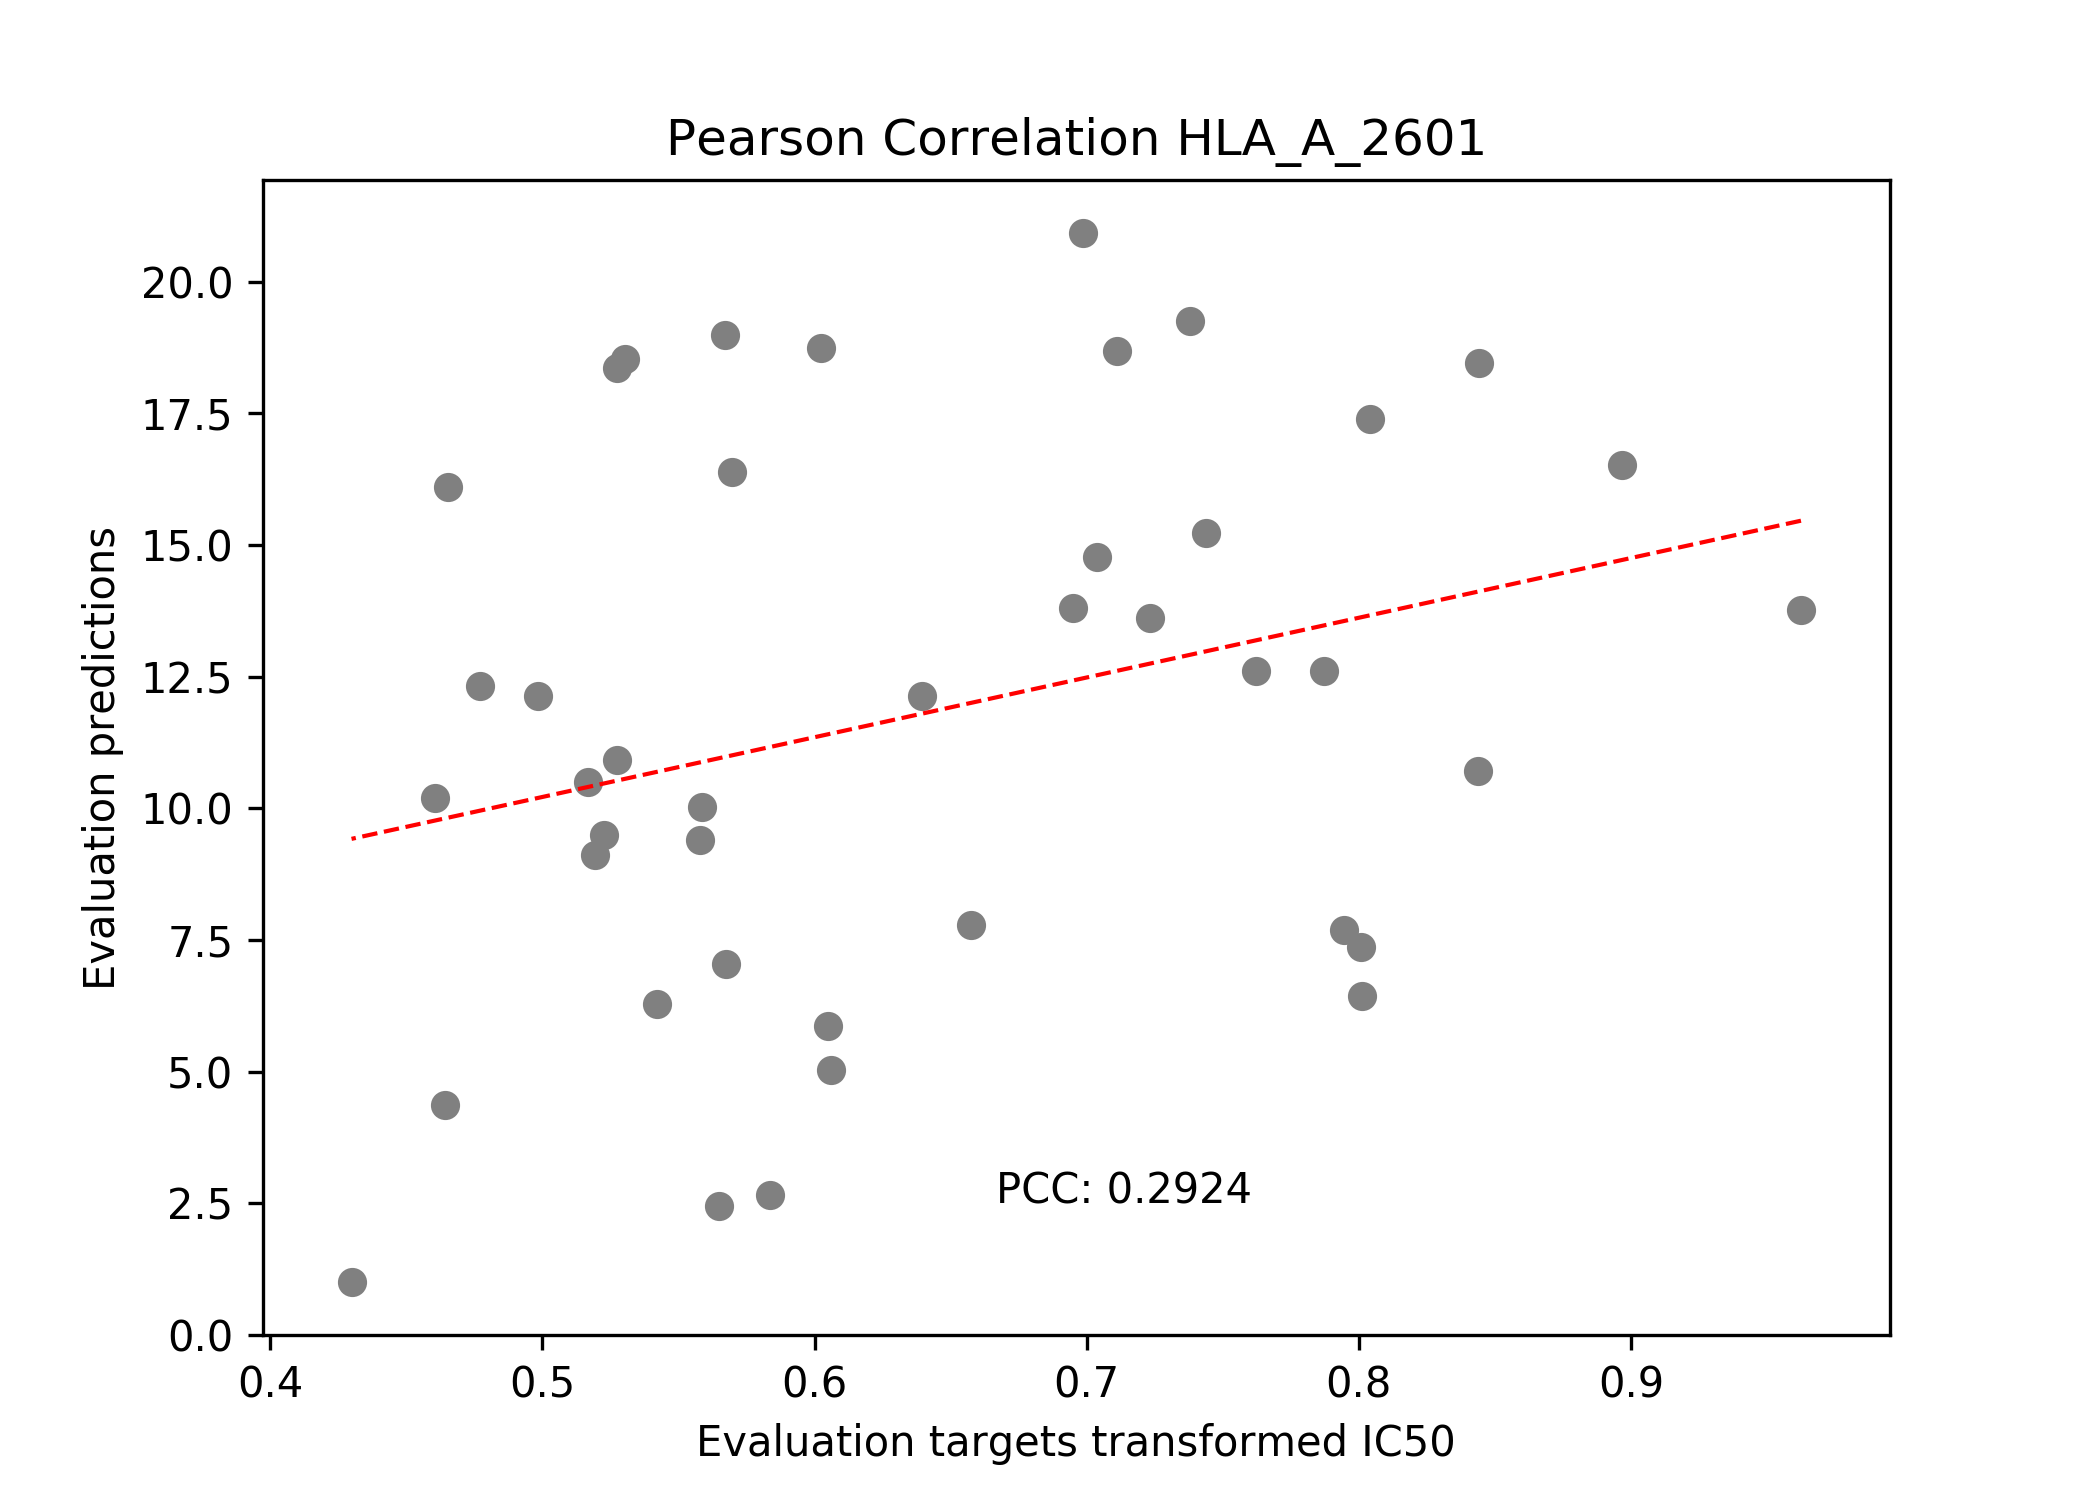 Pearson Correlation HLA_A_2601
20.0
17.5
15.0
12.5
10.0
7.5
5.0
2.5
0.0
Evaluation predictions
PCC: 0.2924
0.4 0.5 0.6 0.7 0.8 0.9
Evaluation targets transformed IC50